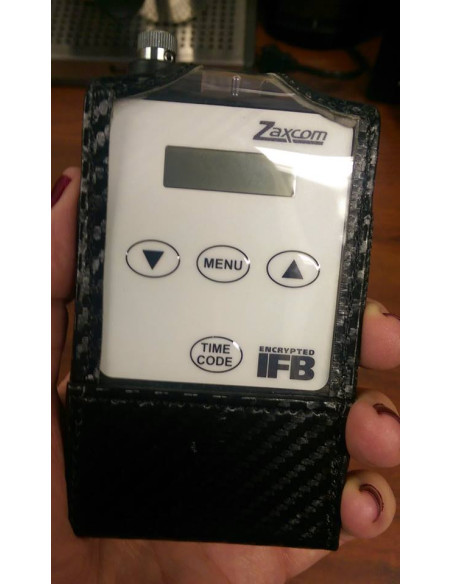 Zaxcom
MENU
TIME
CODE
ENCRYPTED
IFB